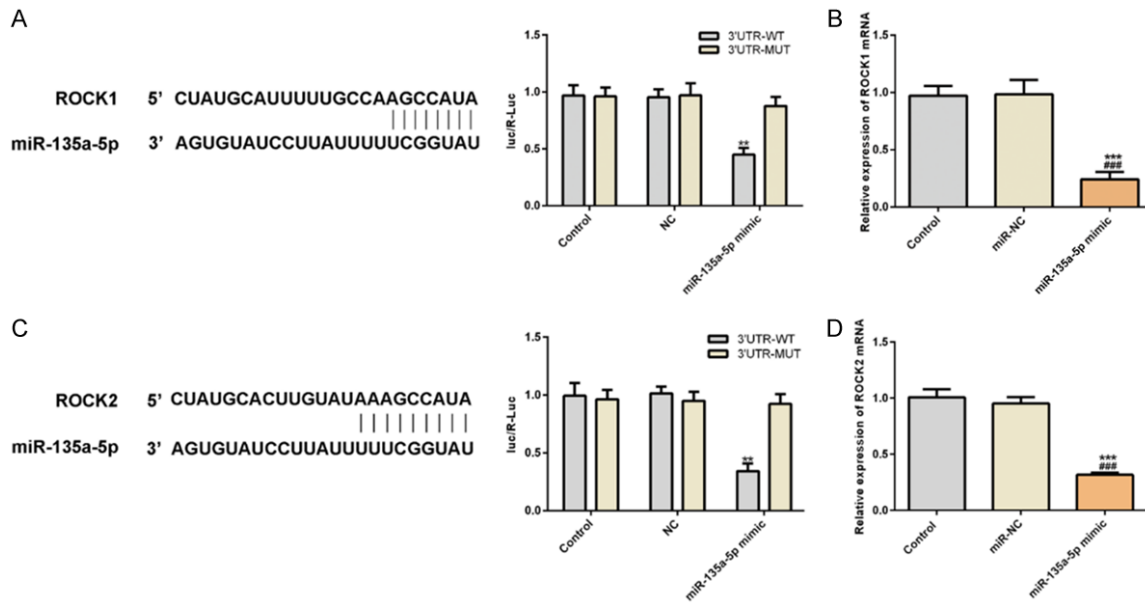 A
ROCK1 5’ CUAUGCAUUUUUGCCAAGCCAUA
miR-135a-5p 3’ AGUGUAUCCUUAUUUUUCGGUAU
luc/R-Luc
1.5
1.0
0.5
0.0
3'UTR-WT
3'UTR-MUT
**
Control
NC
miR-135a-5p mimic
B
Relative expression of ROCK1 mRNA
1.5
1.0
0.5
0.0
***
###
Control
miR-NC
miR-135a-5p mimic
C
ROCK2 5’ CUAUGCACUUGUAUAAAGCCAUA
miR-135a-5p 3’ AGUGUAUCCUUAUUUUUCGGUAU
luc/R-Luc
1.5
1.0
0.5
0.0
3'UTR-WT
3'UTR-MUT
**
Control
NC
miR-135a-5p mimic
D
Relative expression of ROCK2 mRNA
1.5
1.0
0.5
0.0
***
###
Control
miR-NC
miR-135a-5p mimic